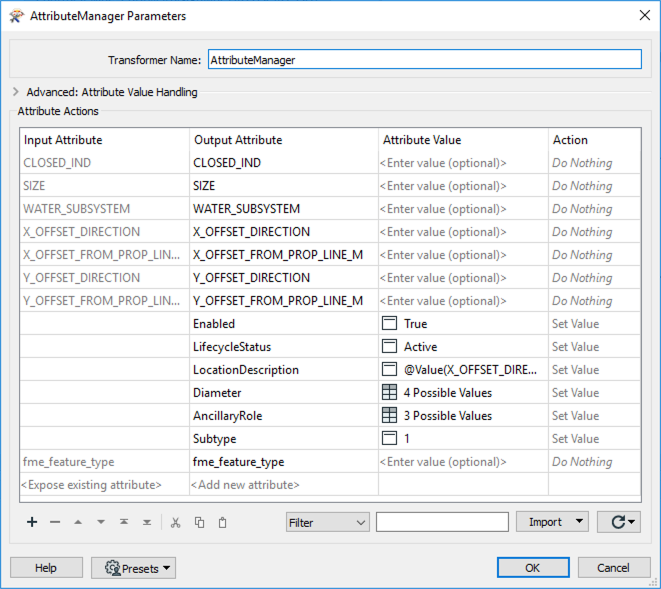 AttributeManager Parameters
Transformer Name: AttributeManager
Advanced: Attribute Value Handling
Attribute Actions
Input Attribute Output Attribute Attribute Value Action
CLOSED_IND CLOSED_IND <Enter value (optional)> Do Nothing
SIZE SIZE <Enter value (optional)> Do Nothing
WATER_SUBSYSTEM WATER_SUBSYSTEM <Enter value (optional)> Do Nothing
X_OFFSET_DIRECTION X_OFFSET_DIRECTION <Enter value (optional)> Do Nothing
X_OFFSET_FROM_PROP_LIN... X_OFFSET_FROM_PROP_LINE_M <Enter value (optional)> Do Nothing
Y_OFFSET_DIRECTION Y_OFFSET_DIRECTION <Enter value (optional)> Do Nothing
Y_OFFSET_FROM_PROP_LIN... Y_OFFSET_FROM_PROP_LINE_M <Enter value (optional)> Do Nothing
Enabled True Set Value
LifecycleStatus Active Set Value
LocationDescription @Value(X_OFFSET_DIRE... Set Value
Diameter 4 Possible Values Set Value
AncillaryRole 3 Possible Values Set Value
Subtype 1 Set Value
fme_feature_type fme_feature_type <Enter value (optional)> Do Nothing
<Expose existing attribute> <Add new attribute>
Filter Import
Help Presets OK Cancel